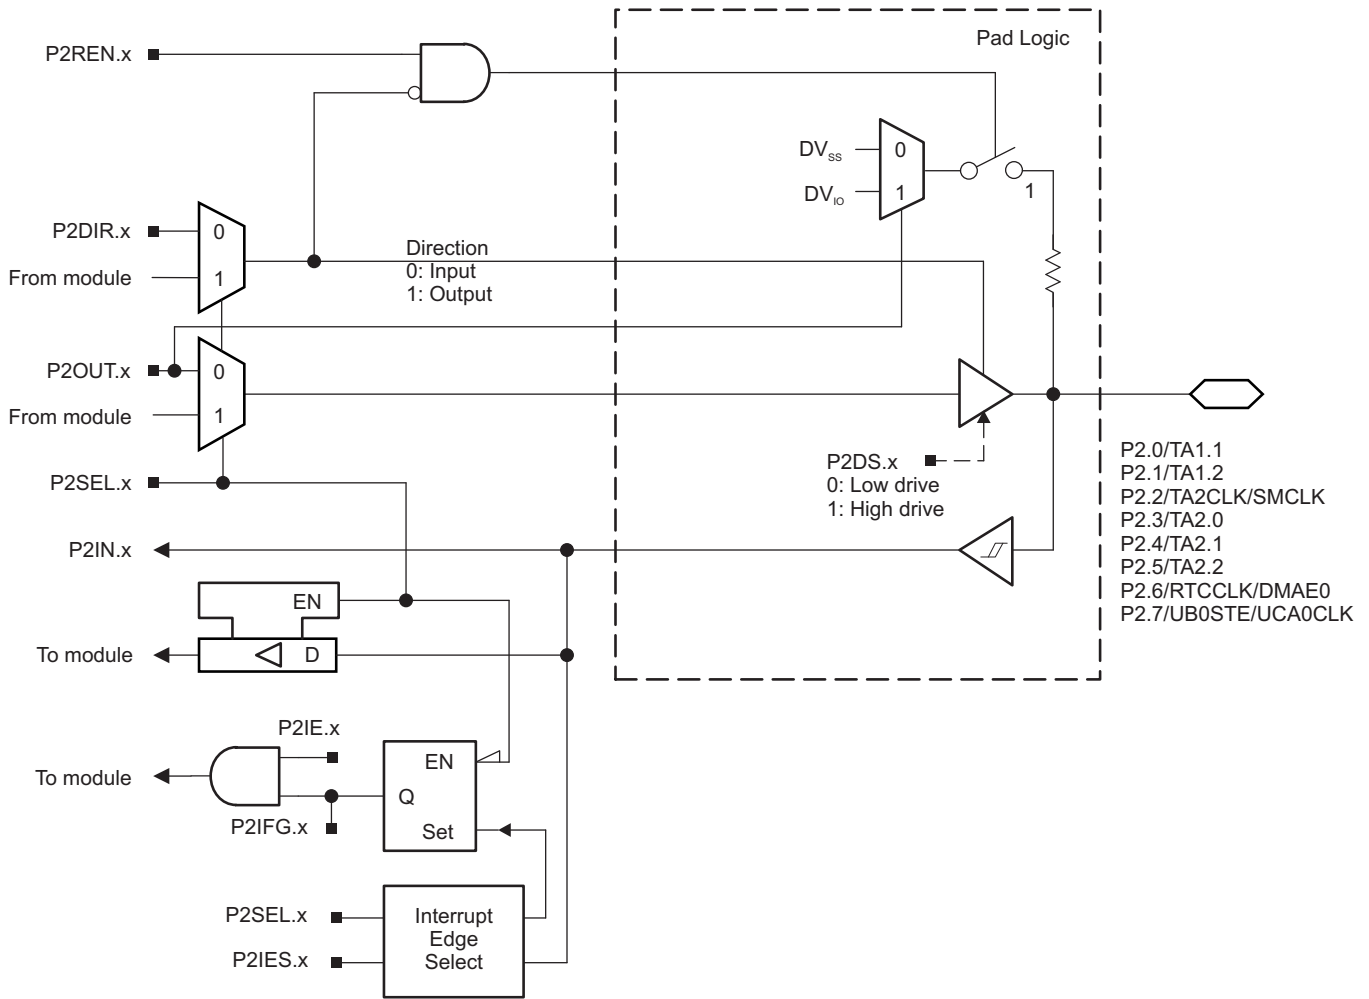 Pad Logic
P2REN.x
DVSS
0
DVIO
1
1
P2DIR.x
0
From module
1
Direction
0: Input
1: Output
P2OUT.x
0
From module
1
P2SEL.x
P2DS.x
0: Low drive
1: High drive
P2.0/TA1.1
P2.1/TA1.2
P2.2/TA2CLK/SMCLK
P2.3/TA2.0
P2.4/TA2.1
P2.5/TA2.2
P2.6/RTCCLK/DMAE0
P2.7/UB0STE/UCA0CLK
P2IN.x
EN
To module
D
P2IE.x
EN
To module
Q
P2IFG.x
Set
P2SEL.x
Interrupt
Edge
Select
P2IES.x